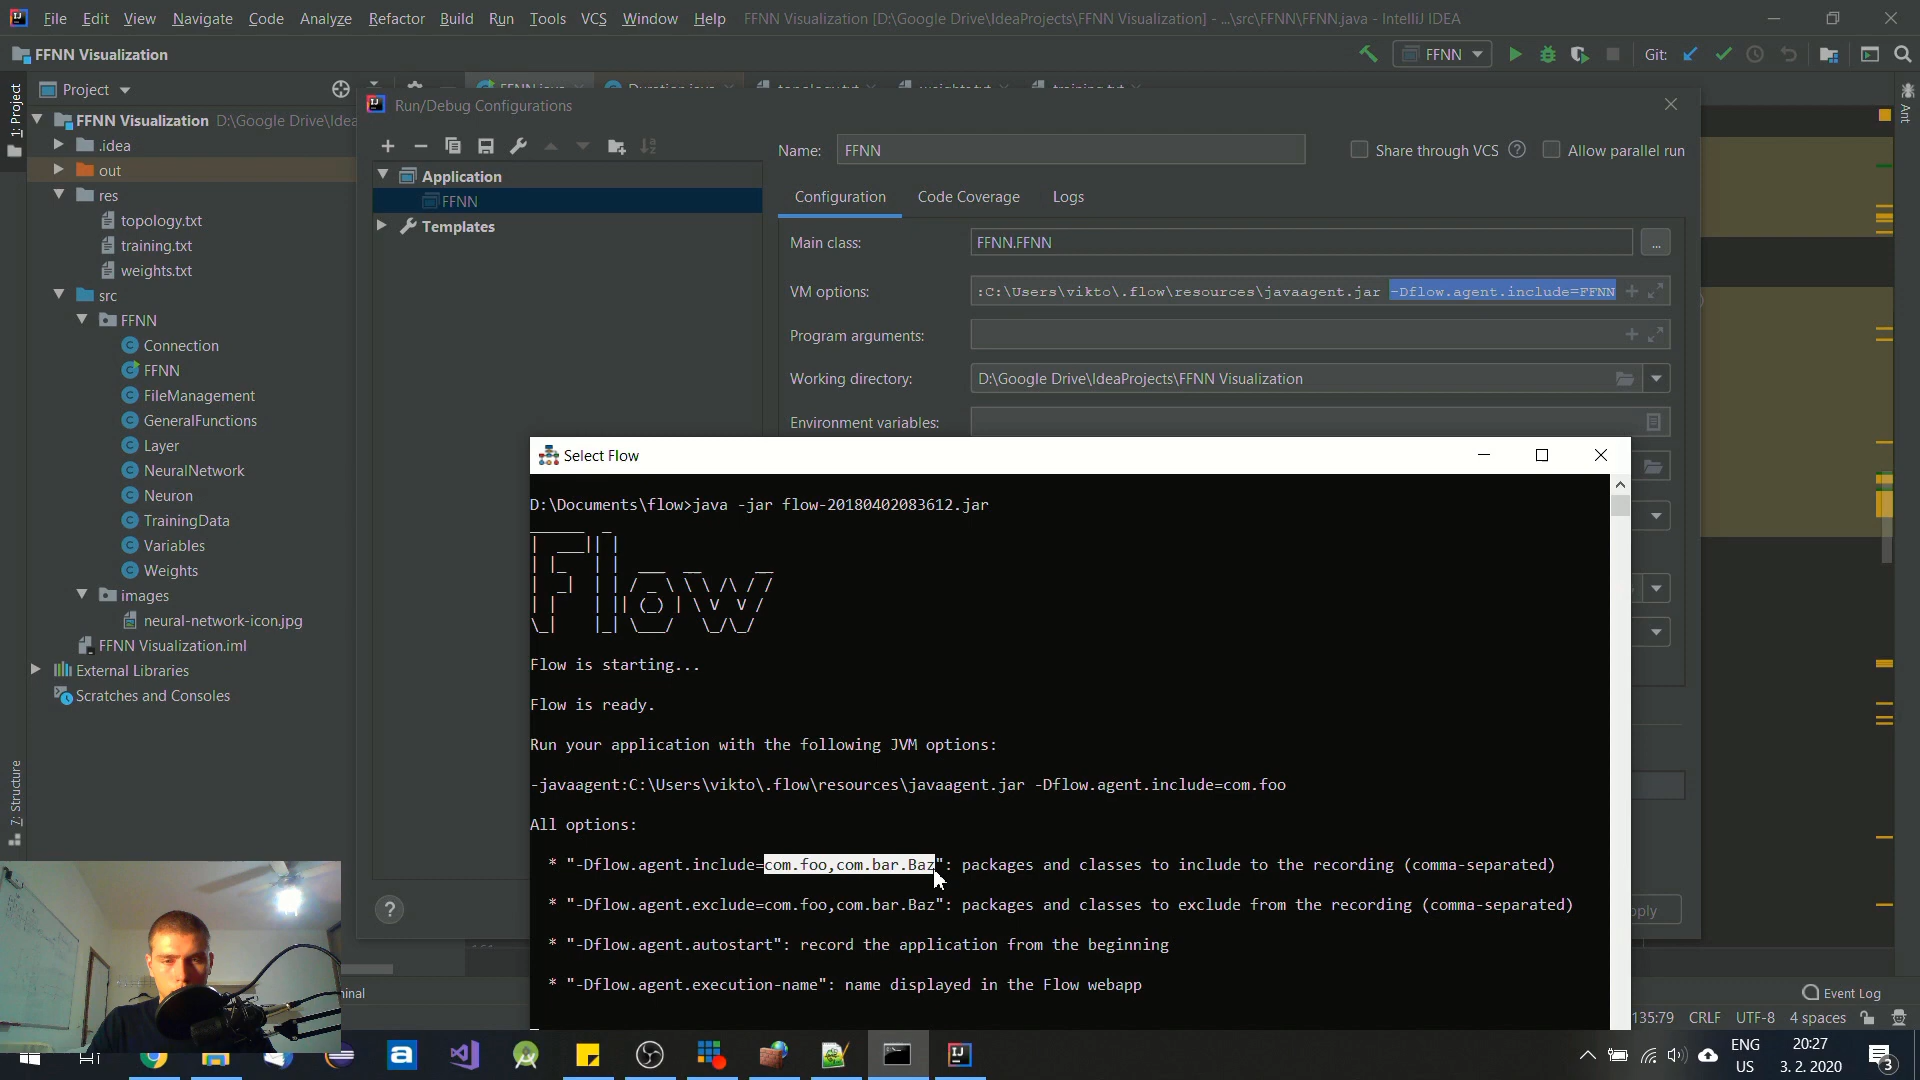 File Edit View Navigate Code Analyze Refactor Build Run Tools VCS Window Help FFNN Visualization [D:\Google Drive\IdeaProjects\FFNN Visualization] - ...\src\FFNN\FFNN.java - IntelliJ IDEA
FFNN Visualization
FFNN
Git:
1: Project
Project
Ant
Run/Debug Configurations
FFNN Visualization D:\Google Drive\Idea
.idea
out
res
topology.txt
training.txt
weights.txt
src
FFNN
Connection
FFNN
FileManagement
GeneralFunctions
Layer
NeuralNetwork
Neuron
TrainingData
Variables
Weights
images
neural-network-icon.jpg
FFNN Visualization.iml
External Libraries
Scratches and Consoles
7: Structure
Application
FFNN
Templates
Name: FFNN
Share through VCS
Allow parallel run
Configuration Code Coverage Logs
Main class: FFNN.FFNN ...
VM options: :C:\Users\vikto\.flow\resources\javaagent.jar -Dflow.agent.include=FFNN
Program arguments:
Working directory: D:\Google Drive\IdeaProjects\FFNN Visualization
Environment variables:
Select Flow
D:\Documents\flow>java -jar flow-20180402083612.jar
Flow
Flow is starting...
Flow is ready.
Run your application with the following JVM options:
-javaagent:C:\Users\vikto\.flow\resources\javaagent.jar -Dflow.agent.include=com.foo
All options:
* "-Dflow.agent.include=com.foo,com.bar.Baz": packages and classes to include to the recording (comma-separated)
* "-Dflow.agent.exclude=com.foo,com.bar.Baz": packages and classes to exclude from the recording (comma-separated)
* "-Dflow.agent.autostart": record the application from the beginning
* "-Dflow.agent.execution-name": name displayed in the Flow webapp
?
pply
minal
Event Log
135:79 CRLF UTF-8 4 spaces
ENG
US
20:27
3. 2. 2020
3